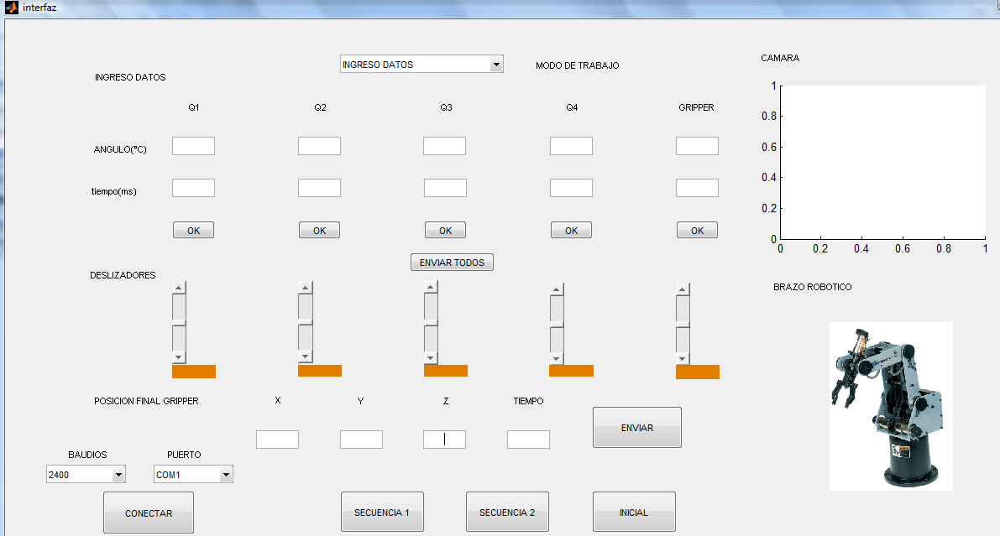 interfaz
INGRESO DATOS
MODO DE TRABAJO
CAMARA
INGRESO DATOS
Q1
Q2
Q3
Q4
GRIPPER
ANGULO(ºC)
tiempo(ms)
OK
OK
OK
OK
OK
1
0.8
0.6
0.4
0.2
0
0 0.2 0.4 0.6 0.8 1
ENVIAR TODOS
DESLIZADORES
BRAZO ROBOTICO
POSICION FINAL GRIPPER
X
Y
Z
TIEMPO
ENVIAR
BAUDIOS
PUERTO
2400
COM1
CONECTAR
SECUENCIA 1
SECUENCIA 2
INICIAL